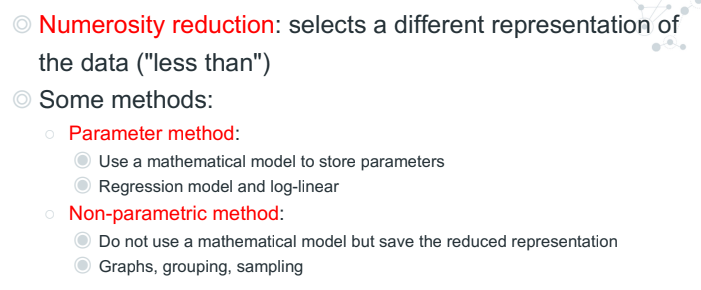 Numerosity reduction: selects a different representation of
the data ("less than")
Some methods:
Parameter method:
Use a mathematical model to store parameters
Regression model and log-linear
Non-parametric method:
Do not use a mathematical model but save the reduced representation
Graphs, grouping, sampling